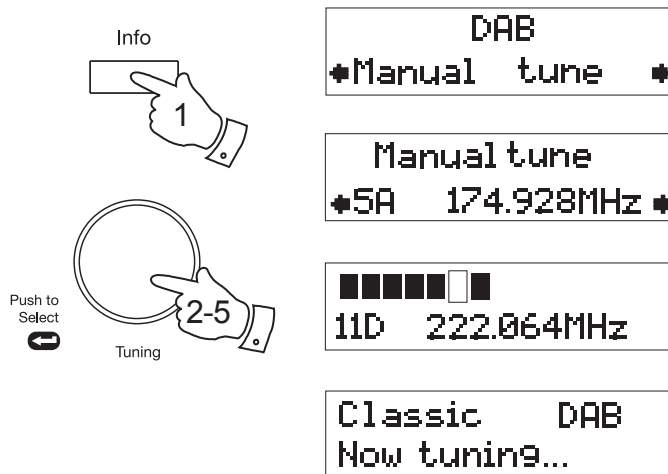 Info
1
Push to
Select
2-5
Tuning
DAB
Manual tune
Manual tune
5A 174.928MHz
11D 222.064MHz
Classic DAB
Now tuning...